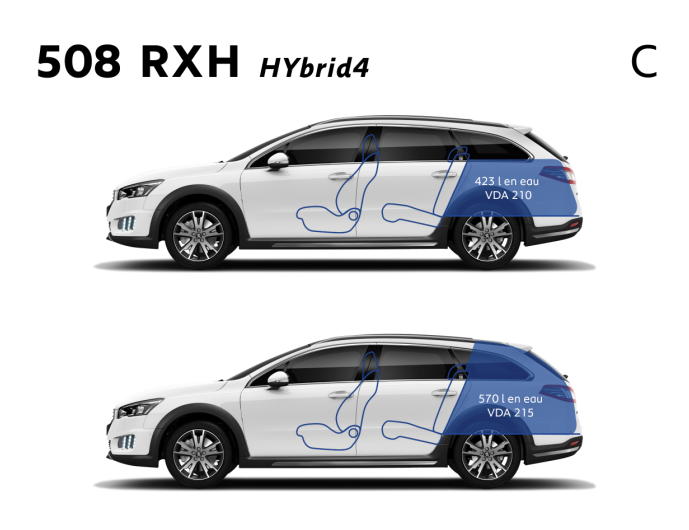 508 RXH HYbrid4
C
423 l en eau
VDA 210
570 l en eau
VDA 215